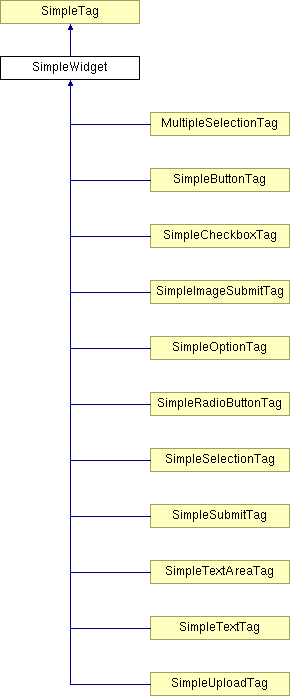 SimpleTag
SimpleWidget
MultipleSelectionTag
SimpleButtonTag
SimpleCheckboxTag
SimpleImageSubmitTag
SimpleOptionTag
SimpleRadioButtonTag
SimpleSelectionTag
SimpleSubmitTag
SimpleTextAreaTag
SimpleTextTag
SimpleUploadTag